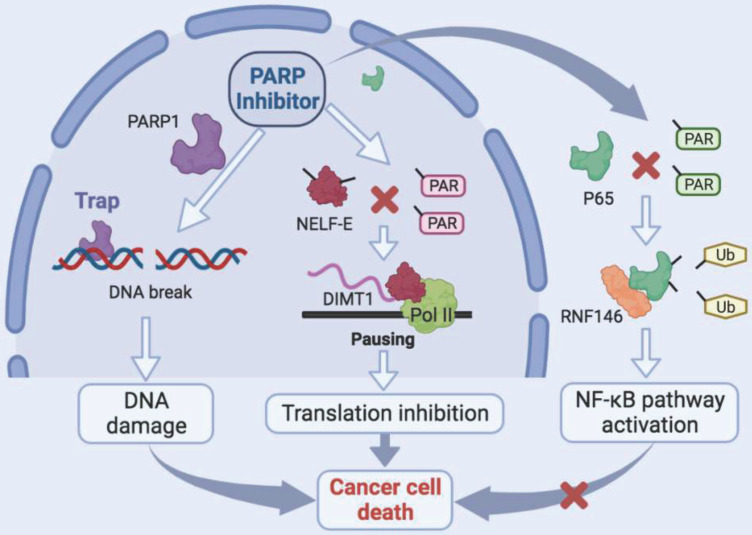 PARP
Inhibitor
PARP1
PAR
PAR
P65
PAR
PAR
Trap
NELF-E
DNA break
DIMT1
Pol II
Pausing
RNF146
Ub
Ub
DNA
damage
Translation inhibition
NF-κB pathway
activation
Cancer cell
death